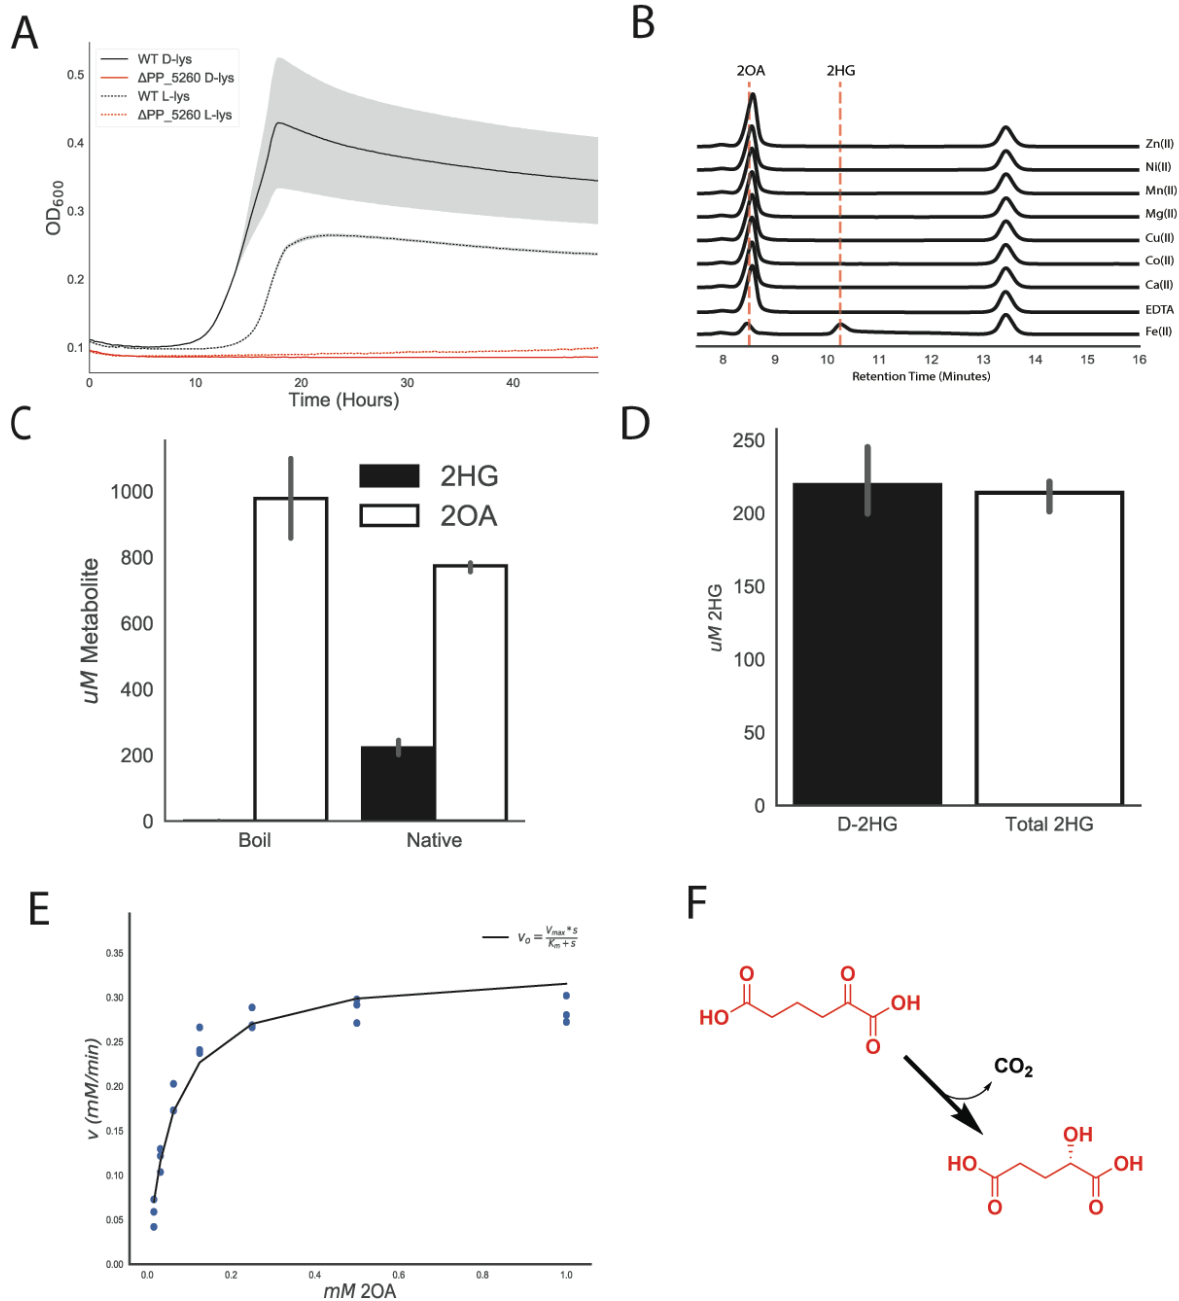 A
WT D-lys
ΔPP_5260 D-lys
WT L-lys
ΔPP_5260 L-lys
OD600
0.5
0.4
0.3
0.2
0.1
0
10
20
30
40
Time (Hours)
B
2OA
2HG
Zn(II)
Ni(II)
Mn(II)
Mg(II)
Cu(II)
Co(II)
Ca(II)
EDTA
Fe(II)
8
9
10
11
12
13
14
15
16
Retention Time (Minutes)
C
2HG
2OA
uM Metabolite
1000
800
600
400
200
0
Boil
Native
D
uM 2HG
250
200
150
100
50
0
D-2HG
Total 2HG
E
v0 = Vmax * s / Km + s
v (mM/min)
0.35
0.30
0.25
0.20
0.15
0.10
0.05
0.00
0.0
0.2
0.4
0.6
0.8
1.0
mM 2OA
F
O
O
HO
OH
O
CO2
OH
HO
OH
O
O